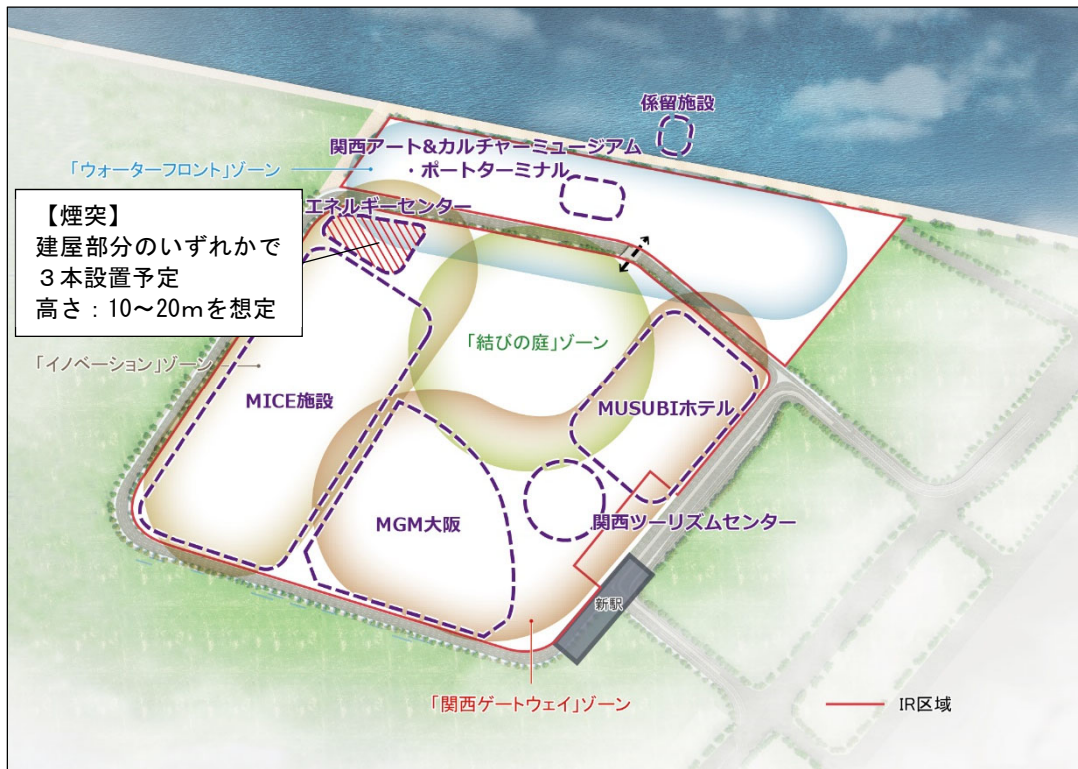 係留施設
関西アート&カルチャーミュージアム
・ポートターミナル
「ウォーターフロント」ゾーン
エネルギーセンター
【煙突】
建屋部分のいずれかで
３本設置予定
高さ：10～20ｍを想定
「結びの庭」ゾーン
「イノベーション」ゾーン
MICE施設
MUSUBIホテル
MGM大阪
関西ツーリズムセンター
新駅
「関西ゲートウェイ」ゾーン
IR区域